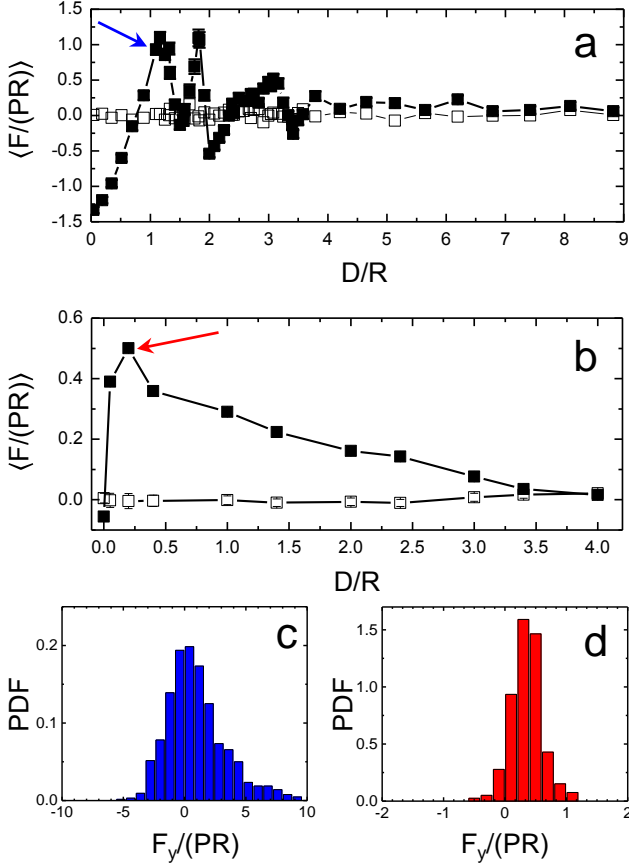 a
⟨F/(PR)⟩
1.5
1.0
0.5
0.0
-0.5
-1.0
-1.5
0 1 2 3 4 5 6 7 8 9
D/R
b
⟨F/(PR)⟩
0.6
0.4
0.2
0.0
0.0 0.5 1.0 1.5 2.0 2.5 3.0 3.5 4.0
D/R
c
PDF
0.2
0.1
0.0
-10 -5 0 5 10
F_y/(PR)
d
PDF
1.5
1.0
0.5
0.0
-2 -1 0 1 2
F_y/(PR)